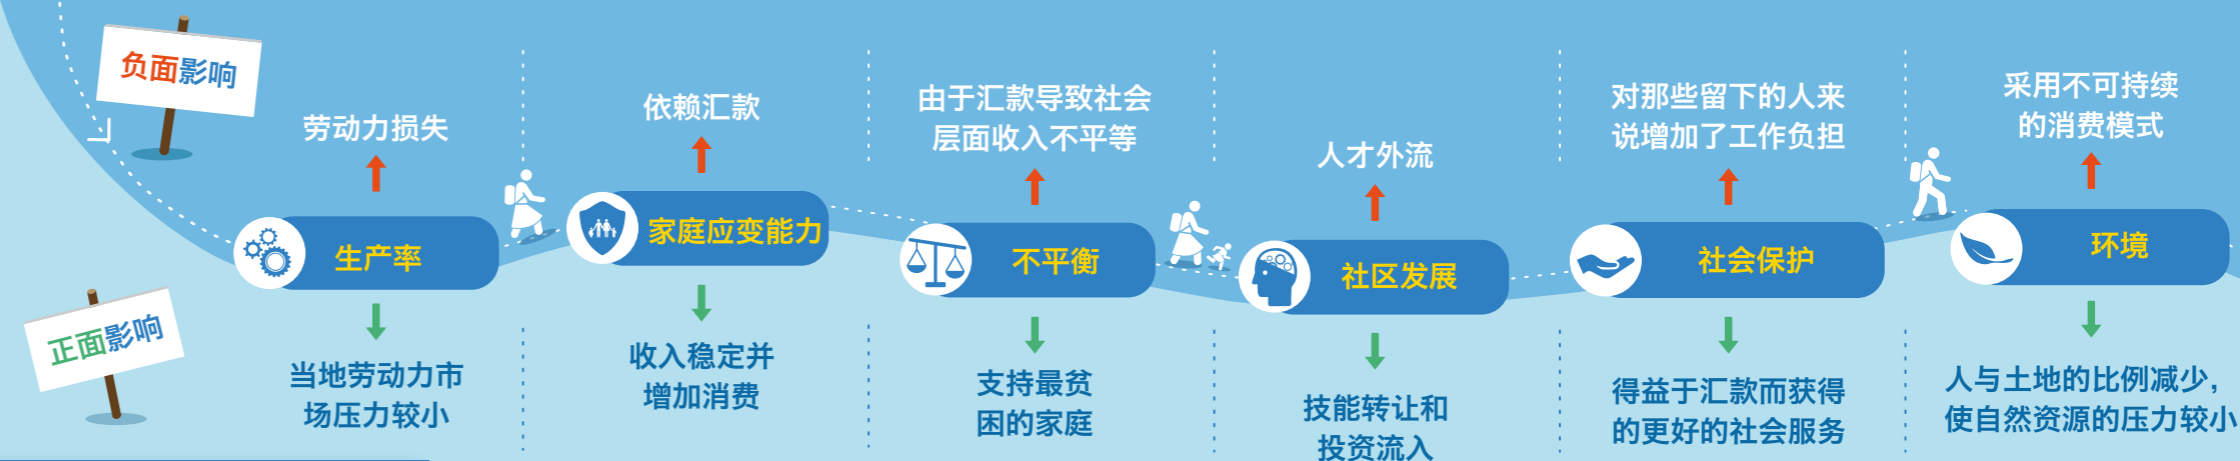 负面影响
劳动力损失
生产率
当地劳动力市
场压力较小
依赖汇款
家庭应变能力
收入稳定并
增加消费
由于汇款导致社会
层面收入不平等
不平衡
支持最贫
困的家庭
人才外流
社区发展
技能转让和
投资流入
对那些留下的人来
说增加了工作负担
社会保护
得益于汇款而获得
的更好的社会服务
采用不可持续
的消费模式
环境
人与土地的比例减少，
使自然资源的压力较小
正面影响